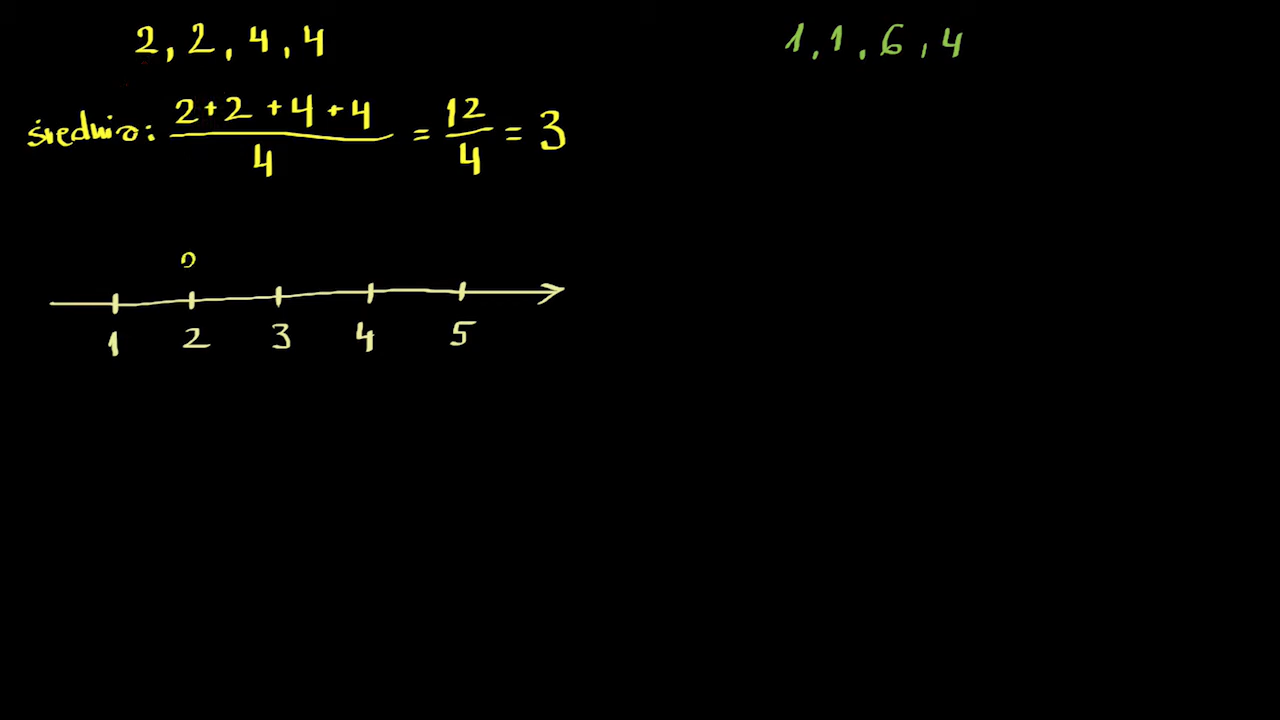 2, 2, 4, 4
1, 1, 6, 4
średnia: (2+2+4+4)/4 = 12/4 = 3
1 2 3 4 5